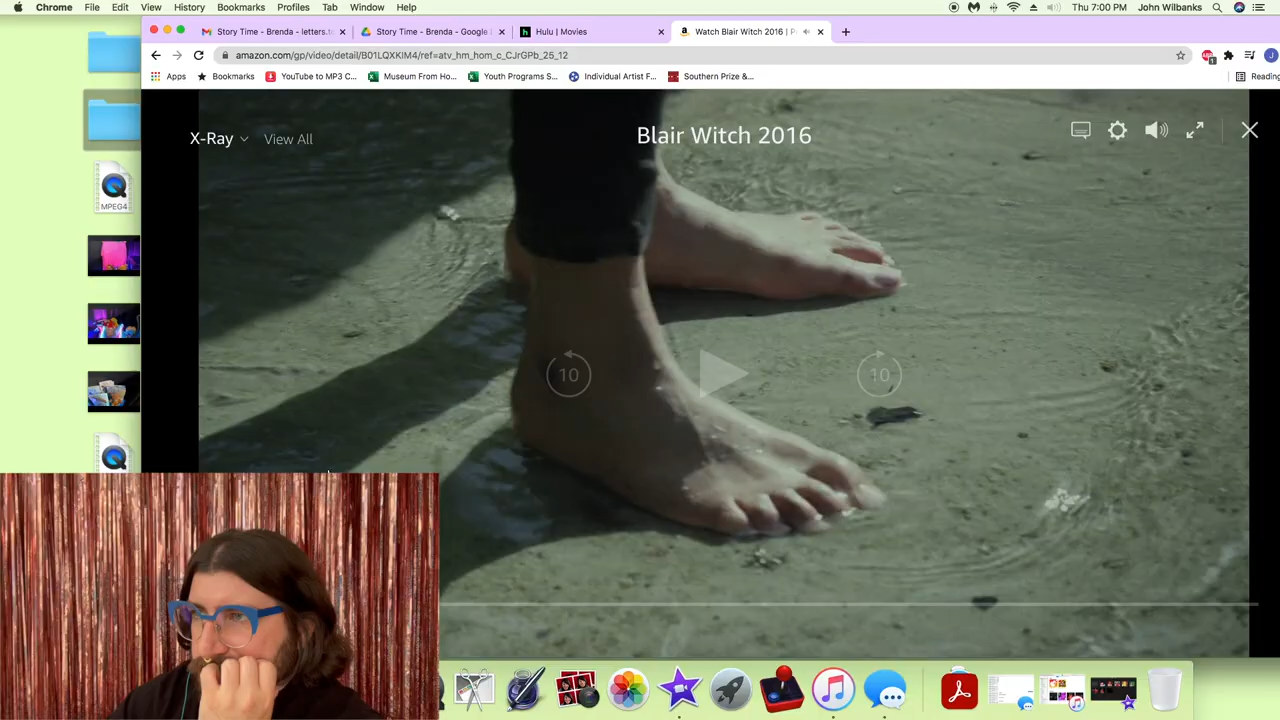 Chrome File Edit View History Bookmarks Profiles Tab Window Help Thu 7:00 PM John Wilbanks
Story Time - Brenda - letters.t Story Time - Brenda - Google Hulu | Movies Watch Blair Witch 2016 | P
amazon.com/gp/video/detail/B01LQXKIM4/ref=atv_hm_hom_c_CJrGPb_25_12
Apps Bookmarks YouTube to MP3 C... Museum From Ho... Youth Programs S... Individual Artist F... Southern Prize &... Reading
X-Ray View All Blair Witch 2016
MPEG4
10 10